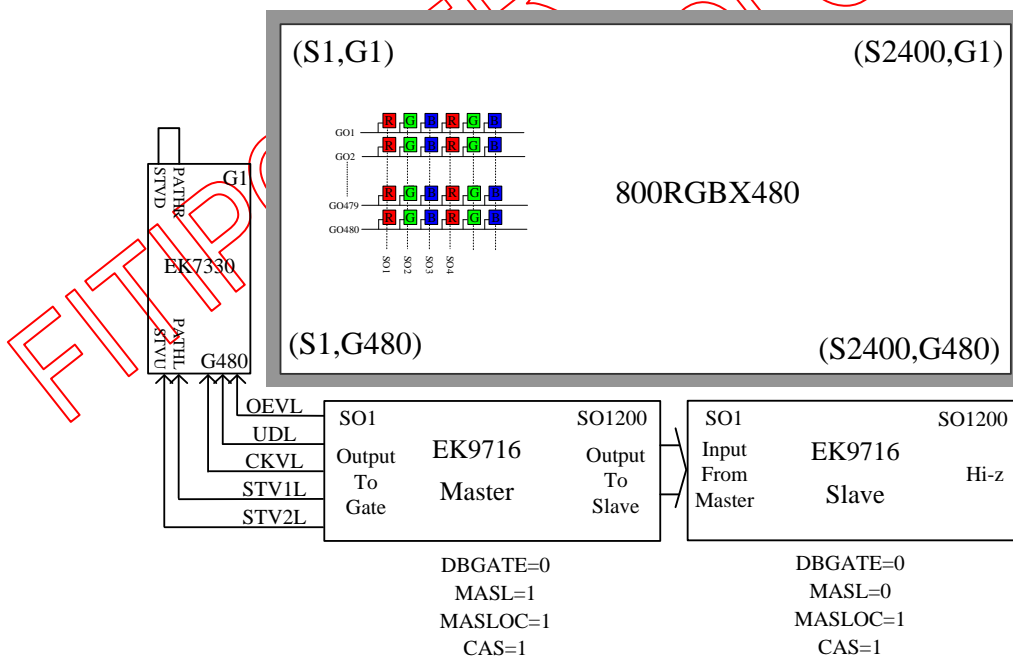 (S1,G1)
(S2400,G1)
R G B R G B
GO1
R G B R G B
GO2
R G B R G B
GO479
R G B R G B
GO480
SO1
SO2
SO3
SO4
800RGBX480
(S1,G480)
(S2400,G480)
STVD
PATHR
G1
EK7330
STVU
PATHL
G480
OEVL
UDL
CKVL
STV1L
STV2L
SO1
SO1200
Output
To
Gate
EK9716
Master
Output
To
Slave
SO1
SO1200
Input
From
Master
EK9716
Slave
Hi-z
DBGATE=0
MASL=1
MASLOC=1
CAS=1
DBGATE=0
MASL=0
MASLOC=1
CAS=1